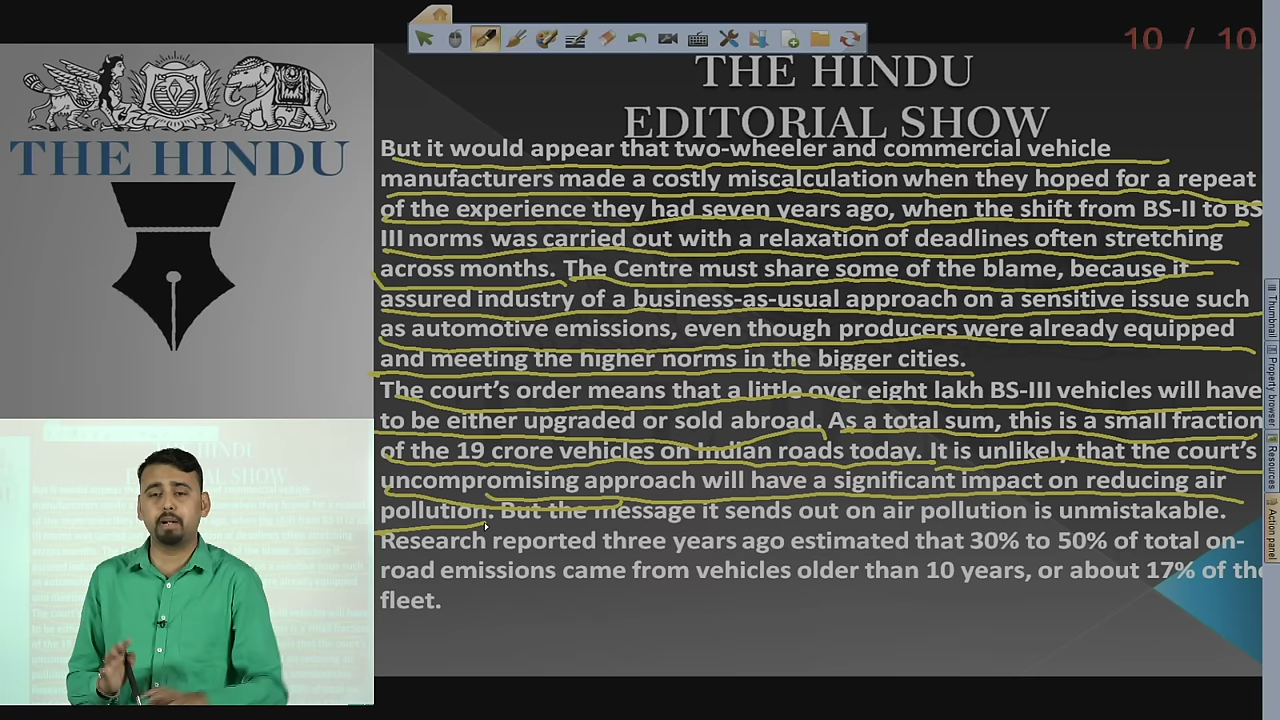 10 / 10
THE HINDU
EDITORIAL SHOW
THE HINDU
But it would appear that two-wheeler and commercial vehicle
manufacturers made a costly miscalculation when they hoped for a repeat
of the experience they had seven years ago, when the shift from BS-II to BS
III norms was carried out with a relaxation of deadlines often stretching
across months. The Centre must share some of the blame, because it
assured industry of a business-as-usual approach on a sensitive issue such
as automotive emissions, even though producers were already equipped
and meeting the higher norms in the bigger cities.
The court's order means that a little over eight lakh BS-III vehicles will have
to be either upgraded or sold abroad. As a total sum, this is a small fraction
of the 19 crore vehicles on Indian roads today. It is unlikely that the court's
uncompromising approach will have a significant impact on reducing air
pollution. But the message it sends out on air pollution is unmistakable.
Research reported three years ago estimated that 30% to 50% of total on-
road emissions came from vehicles older than 10 years, or about 17% of the
fleet.
Thumbnail
Property browser
Resources
Action panel